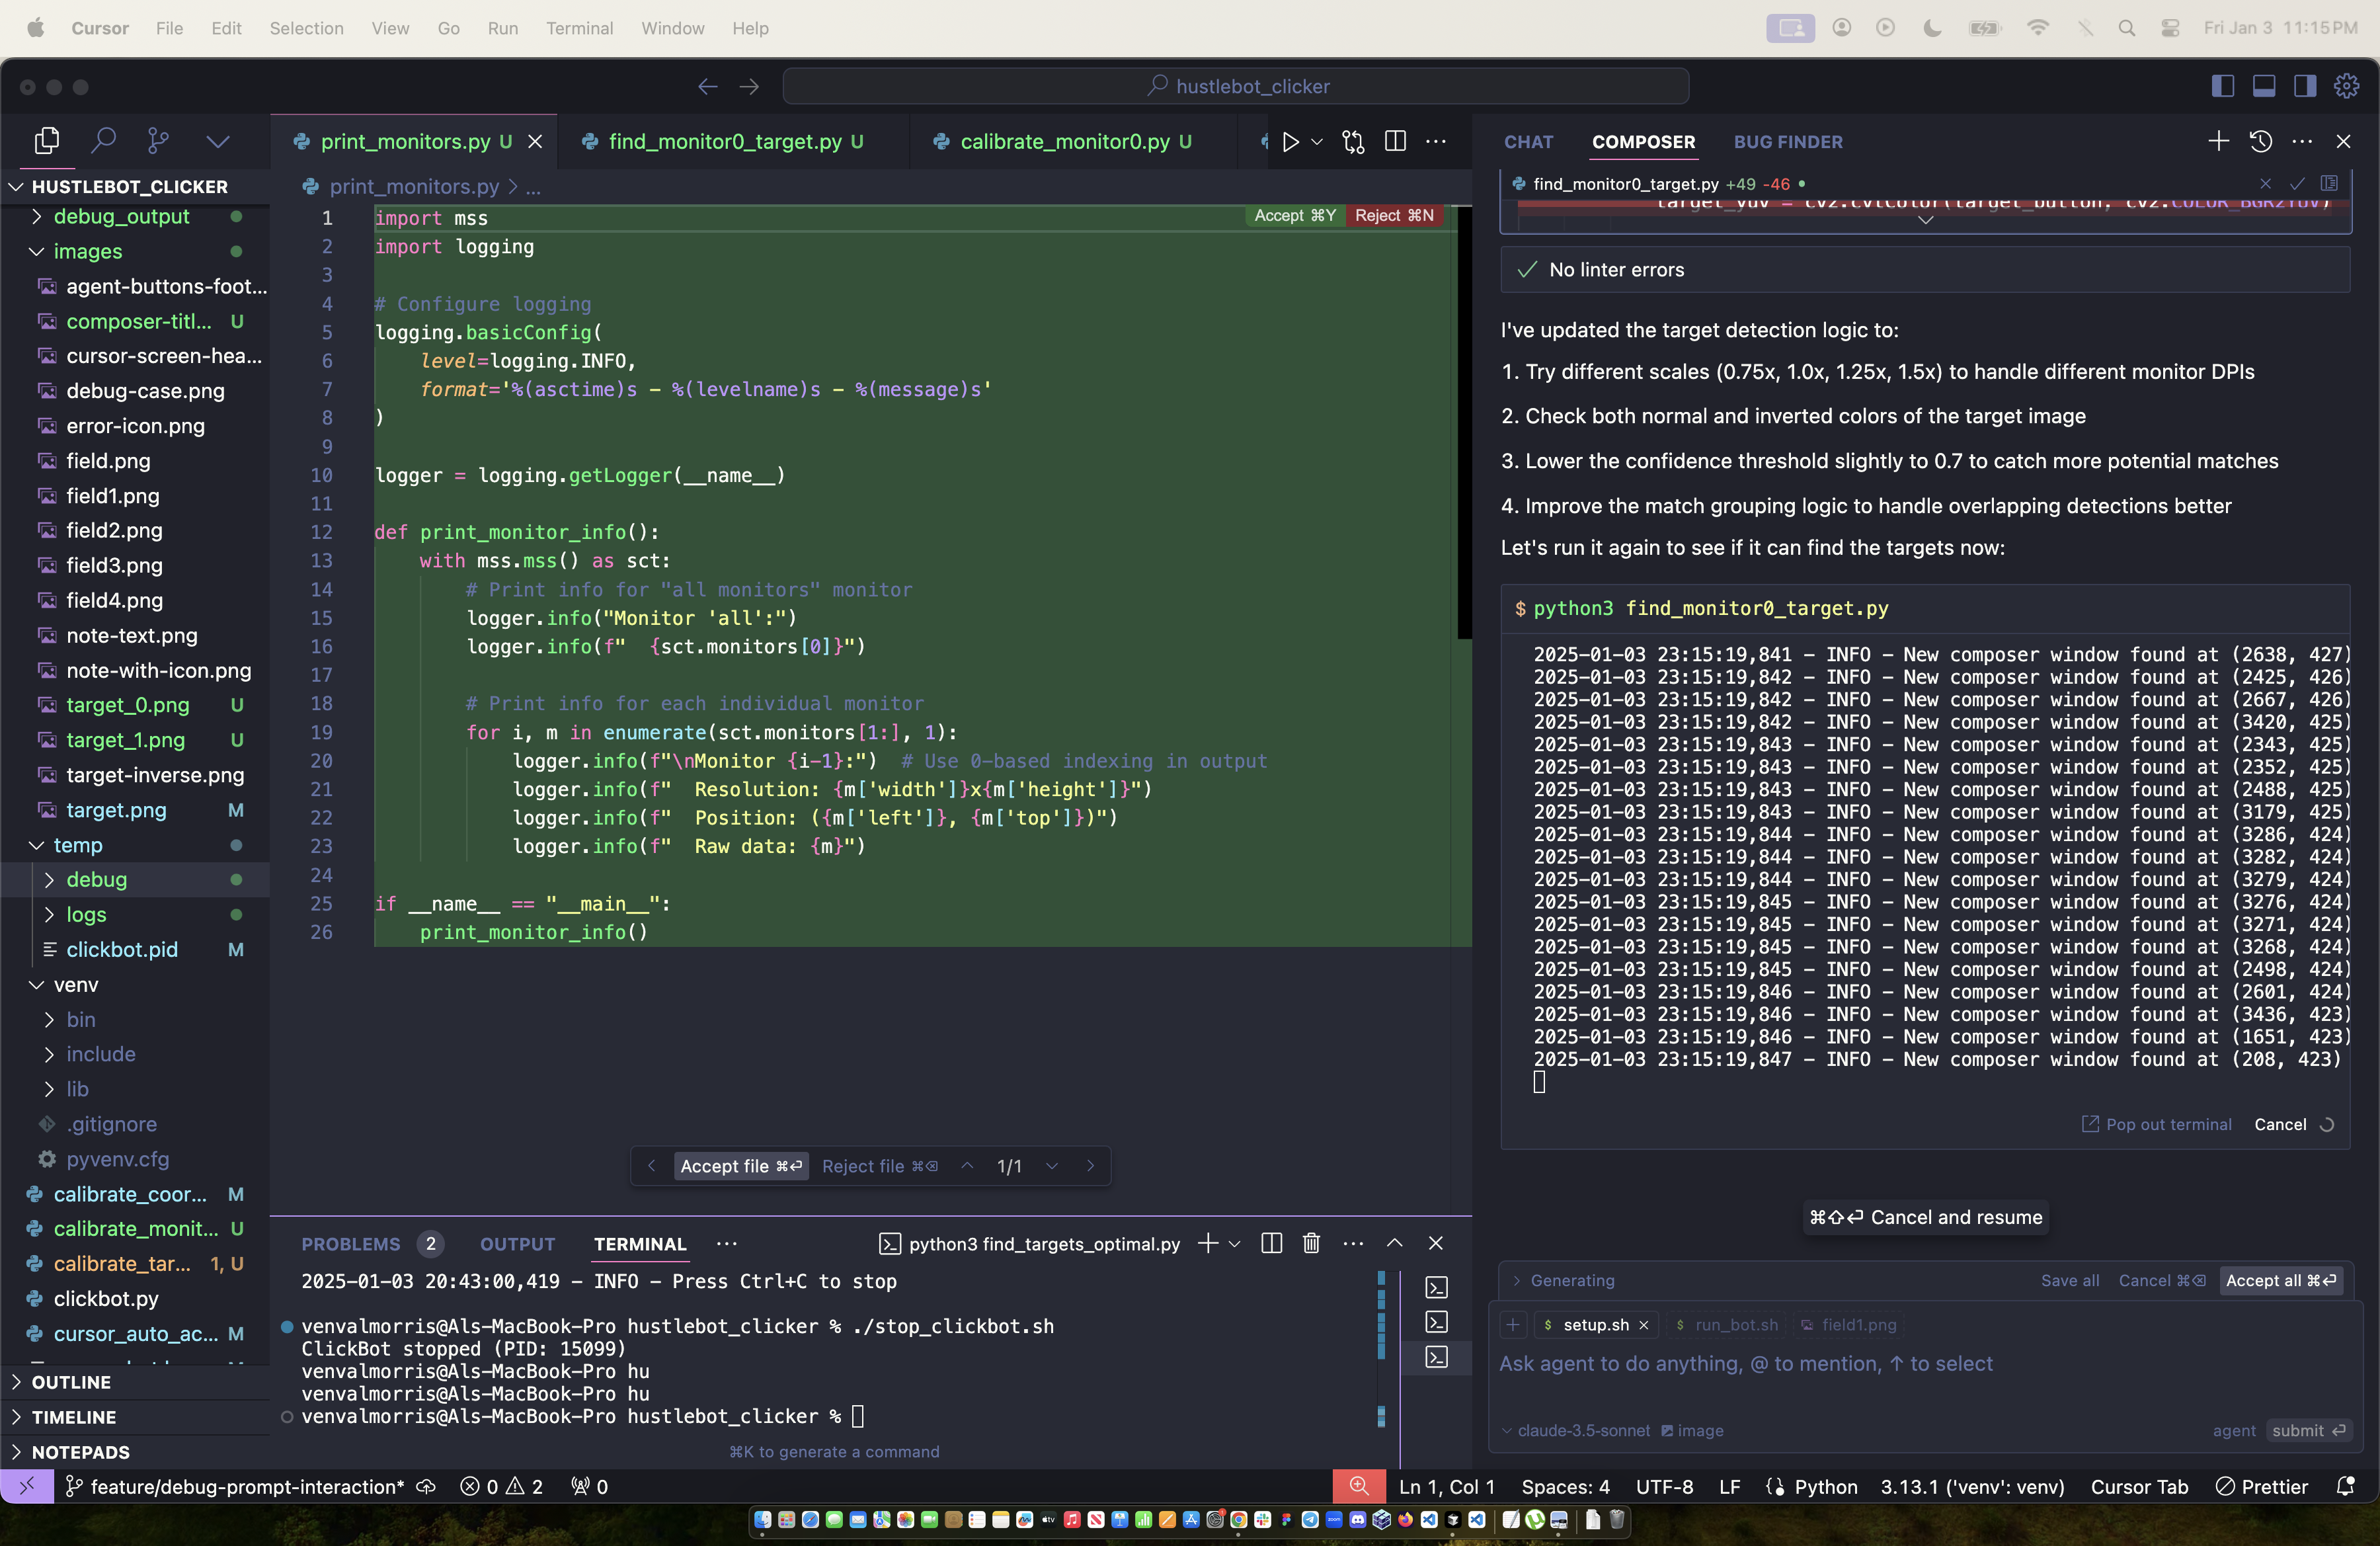 Cursor File Edit Selection View Go Run Terminal Window Help
Fri Jan 3 11:15 PM
hustlebot_clicker
HUSTLEBOT_CLICKER
debug_output
images
agent-buttons-foot...
composer-titl... U
cursor-screen-hea...
debug-case.png
error-icon.png
field.png
field1.png
field2.png
field3.png
field4.png
note-text.png
note-with-icon.png
target_0.png U
target_1.png U
target-inverse.png
target.png M
temp
debug
logs
clickbot.pid M
venv
bin
include
lib
.gitignore
pyvenv.cfg
calibrate_coor... M
calibrate_monit... U
calibrate_tar... 1, U
clickbot.py
cursor_auto_ac... M
OUTLINE
TIMELINE
NOTEPADS
print_monitors.py U
find_monitor0_target.py U
calibrate_monitor0.py U
print_monitors.py > ...
Accept ⌘Y Reject ⌘N
1 import mss
2 import logging
3
4 # Configure logging
5 logging.basicConfig(
6 level=logging.INFO,
7 format='%(asctime)s - %(levelname)s - %(message)s'
8 )
9
10 logger = logging.getLogger(__name__)
11
12 def print_monitor_info():
13 with mss.mss() as sct:
14 # Print info for "all monitors" monitor
15 logger.info("Monitor 'all':")
16 logger.info(f"  {sct.monitors[0]}")
17
18 # Print info for each individual monitor
19 for i, m in enumerate(sct.monitors[1:], 1):
20 logger.info(f"\nMonitor {i-1}:")  # Use 0-based indexing in output
21 logger.info(f"  Resolution: {m['width']}x{m['height']}")
22 logger.info(f"  Position: ({m['left']}, {m['top']})")
23 logger.info(f"  Raw data: {m}")
24
25 if __name__ == "__main__":
26 print_monitor_info()
Accept file ⌘⏎ Reject file ⌘⌫ 1/1
PROBLEMS 2 OUTPUT TERMINAL
python3 find_targets_optimal.py
2025-01-03 20:43:00,419 - INFO - Press Ctrl+C to stop
venvalmorris@Als-MacBook-Pro hustlebot_clicker % ./stop_clickbot.sh
ClickBot stopped (PID: 15099)
venvalmorris@Als-MacBook-Pro hu
venvalmorris@Als-MacBook-Pro hu
venvalmorris@Als-MacBook-Pro hustlebot_clicker %
⌘K to generate a command
CHAT COMPOSER BUG FINDER
find_monitor0_target.py +49 -46
target_yuv = cv2.cvtColor(target_button, cv2.COLOR_BGR2YUV)
No linter errors
I've updated the target detection logic to:
1. Try different scales (0.75x, 1.0x, 1.25x, 1.5x) to handle different monitor DPIs
2. Check both normal and inverted colors of the target image
3. Lower the confidence threshold slightly to 0.7 to catch more potential matches
4. Improve the match grouping logic to handle overlapping detections better
Let's run it again to see if it can find the targets now:
$ python3 find_monitor0_target.py
2025-01-03 23:15:19,841 - INFO - New composer window found at (2638, 427)
2025-01-03 23:15:19,842 - INFO - New composer window found at (2425, 426)
2025-01-03 23:15:19,842 - INFO - New composer window found at (2667, 426)
2025-01-03 23:15:19,842 - INFO - New composer window found at (3420, 425)
2025-01-03 23:15:19,843 - INFO - New composer window found at (2343, 425)
2025-01-03 23:15:19,843 - INFO - New composer window found at (2352, 425)
2025-01-03 23:15:19,843 - INFO - New composer window found at (2488, 425)
2025-01-03 23:15:19,843 - INFO - New composer window found at (3179, 425)
2025-01-03 23:15:19,844 - INFO - New composer window found at (3286, 424)
2025-01-03 23:15:19,844 - INFO - New composer window found at (3282, 424)
2025-01-03 23:15:19,844 - INFO - New composer window found at (3279, 424)
2025-01-03 23:15:19,845 - INFO - New composer window found at (3276, 424)
2025-01-03 23:15:19,845 - INFO - New composer window found at (3271, 424)
2025-01-03 23:15:19,845 - INFO - New composer window found at (3268, 424)
2025-01-03 23:15:19,845 - INFO - New composer window found at (2498, 424)
2025-01-03 23:15:19,846 - INFO - New composer window found at (2601, 424)
2025-01-03 23:15:19,846 - INFO - New composer window found at (3436, 423)
2025-01-03 23:15:19,846 - INFO - New composer window found at (1651, 423)
2025-01-03 23:15:19,847 - INFO - New composer window found at (208, 423)
Pop out terminal Cancel
⌘⇧⏎ Cancel and resume
Generating Save all Cancel ⌘⌫ Accept all ⌘⏎
$ setup.sh $ run_bot.sh field1.png
Ask agent to do anything, @ to mention, ↑ to select
claude-3.5-sonnet image agent submit ⏎
feature/debug-prompt-interaction* 0 2 0
Ln 1, Col 1 Spaces: 4 UTF-8 LF Python 3.13.1 ('venv': venv) Cursor Tab Prettier